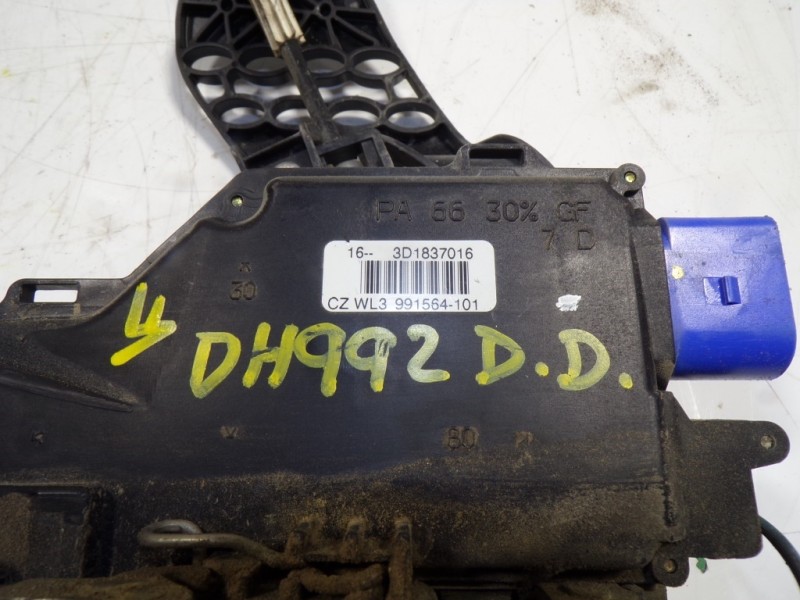 PA 66 30% GF
7 D
16-- 3D1837016
CZ WL3 991564-101
30
4 DH992 D.D.
80